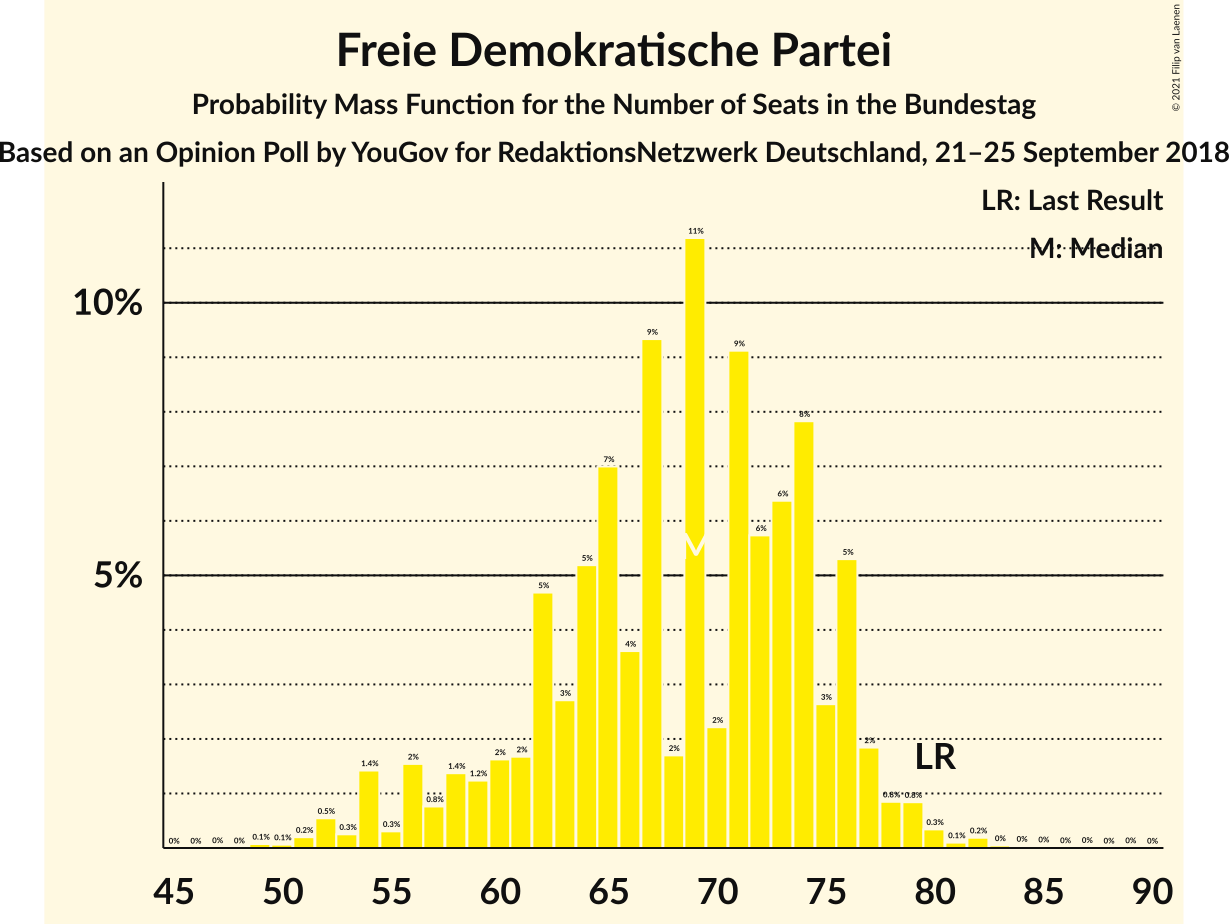 Freie Demokratische Partei
Probability Mass Function for the Number of Seats in the Bundestag
Based on an Opinion Poll by YouGov for RedaktionsNetzwerk Deutschland, 21–25 September 2018
© 2021 Filip van Laenen
LR: Last Result
M: Median
10%
5%
0% 0% 0% 0% 0.1% 0.1% 0.2% 0.5% 0.3% 1.4% 0.3% 2% 0.8% 1.4% 1.2% 2% 2% 5% 3% 5% 7% 4% 9% 2% 11% 2% 9% 6% 6% 8% 3% 5% 2% 0.8% 0.8% 0.3% 0.1% 0.2% 0% 0% 0% 0% 0% 0% 0% 0%
M
LR
45 50 55 60 65 70 75 80 85 90